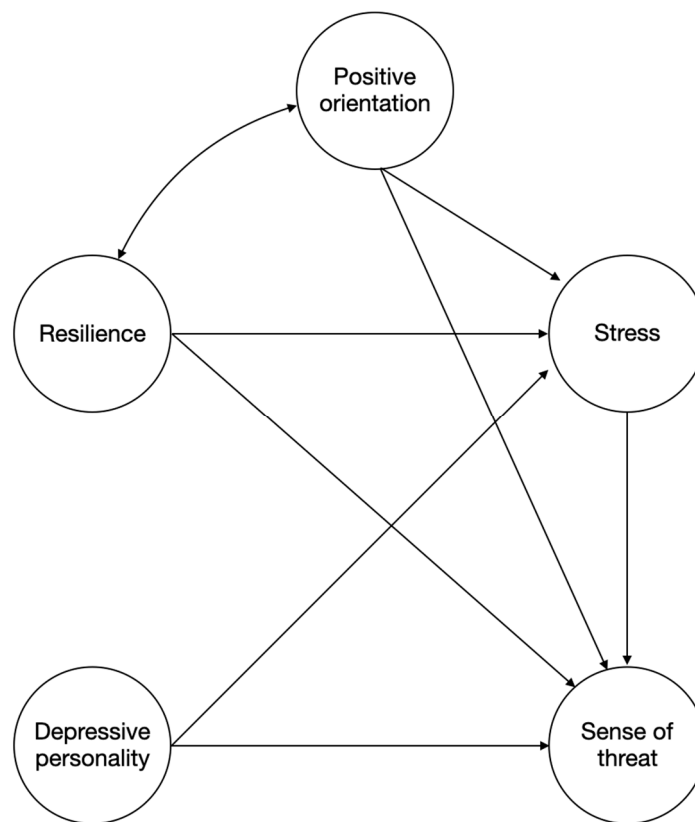 Positive
orientation
Resilience
Stress
Depressive
personality
Sense of
threat